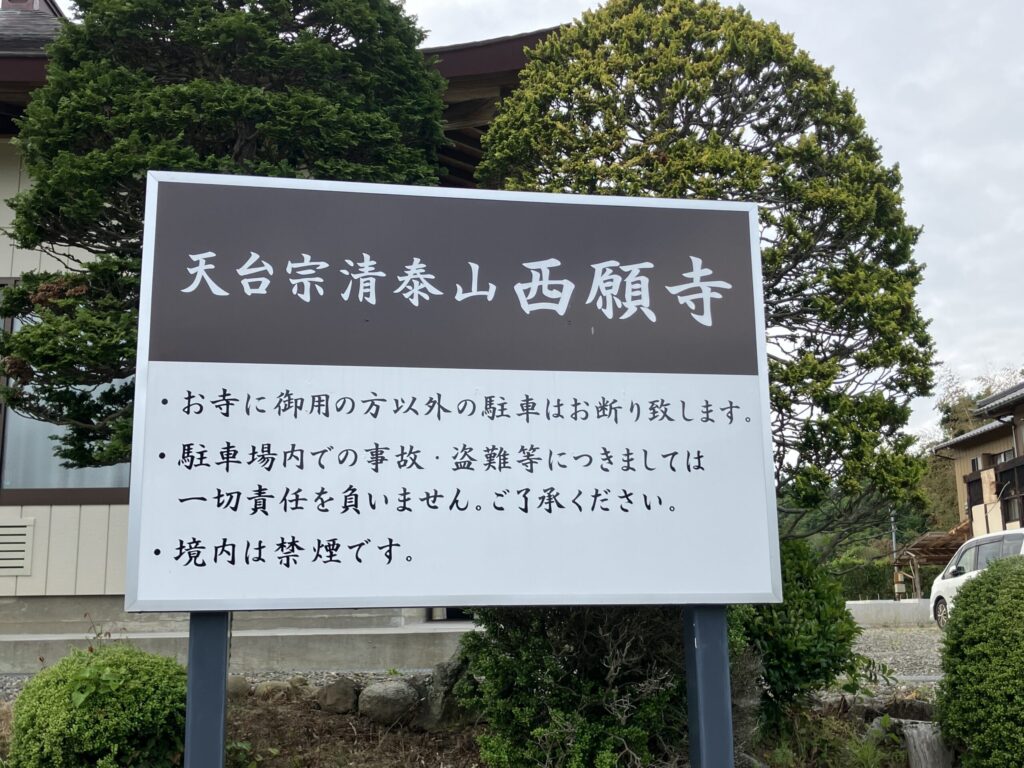 天台宗清泰山西願寺
・お寺に御用の方以外の駐車はお断り致します。
・駐車場内での事故・盗難等につきましては
一切責任を負いません。ご了承ください。
・境内は禁煙です。